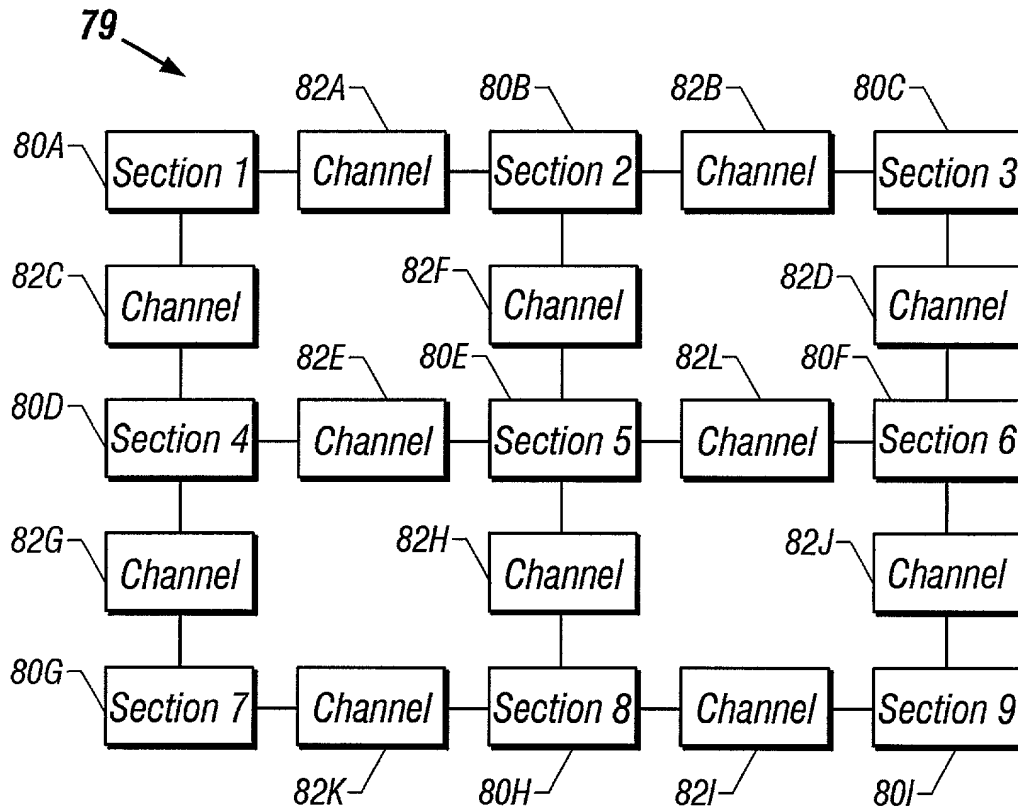 79
82A 80B 82B 80C
80A Section 1 Channel Section 2 Channel Section 3
82C Channel 82F Channel 82D Channel
82E 80E 82L 80F
80D Section 4 Channel Section 5 Channel Section 6
82G Channel 82H Channel 82J Channel
80G Section 7 Channel Section 8 Channel Section 9
82K 80H 82I 80I